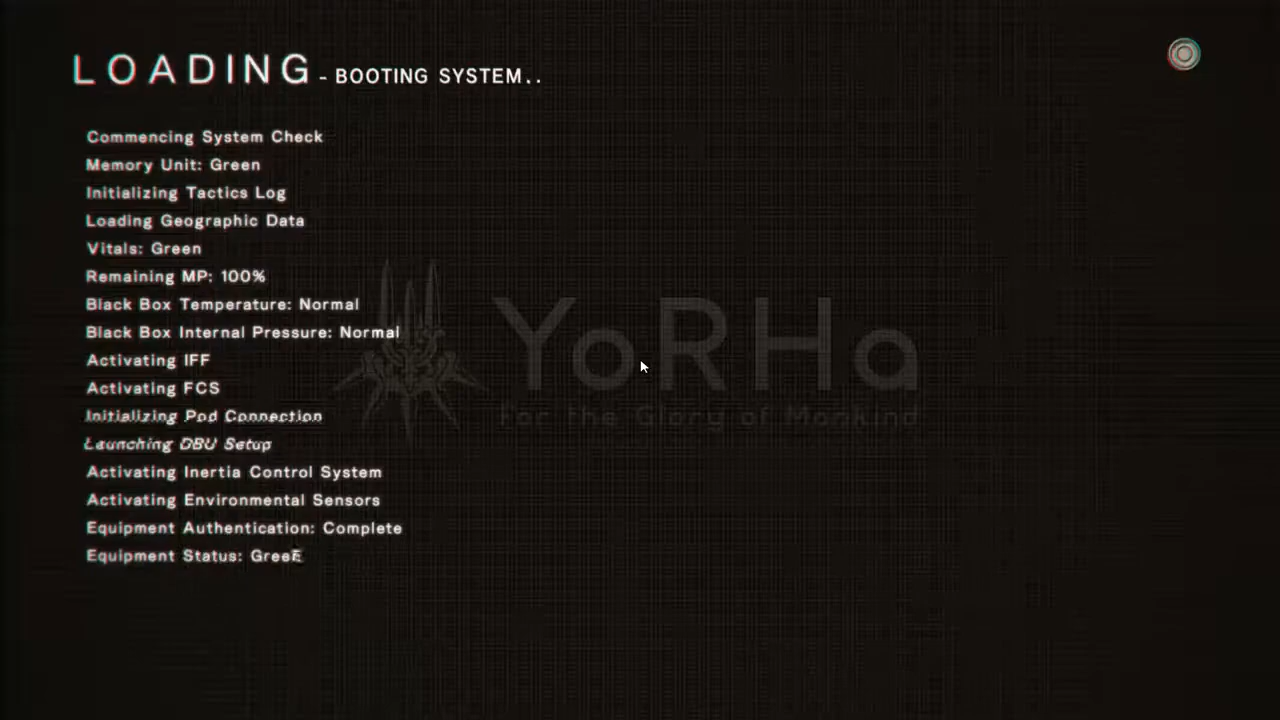 LOADING - BOOTING SYSTEM..
Commencing System Check
Memory Unit: Green
Initializing Tactics Log
Loading Geographic Data
Vitals: Green
Remaining MP: 100%
Black Box Temperature: Normal
Black Box Internal Pressure: Normal
YoRHa
Activating IFF
Activating FCS
Initializing Pod Connection
For the Glory of Mankind
Launching DBU Setup
Activating Inertia Control System
Activating Environmental Sensors
Equipment Authentication: Complete
Equipment Status: Green